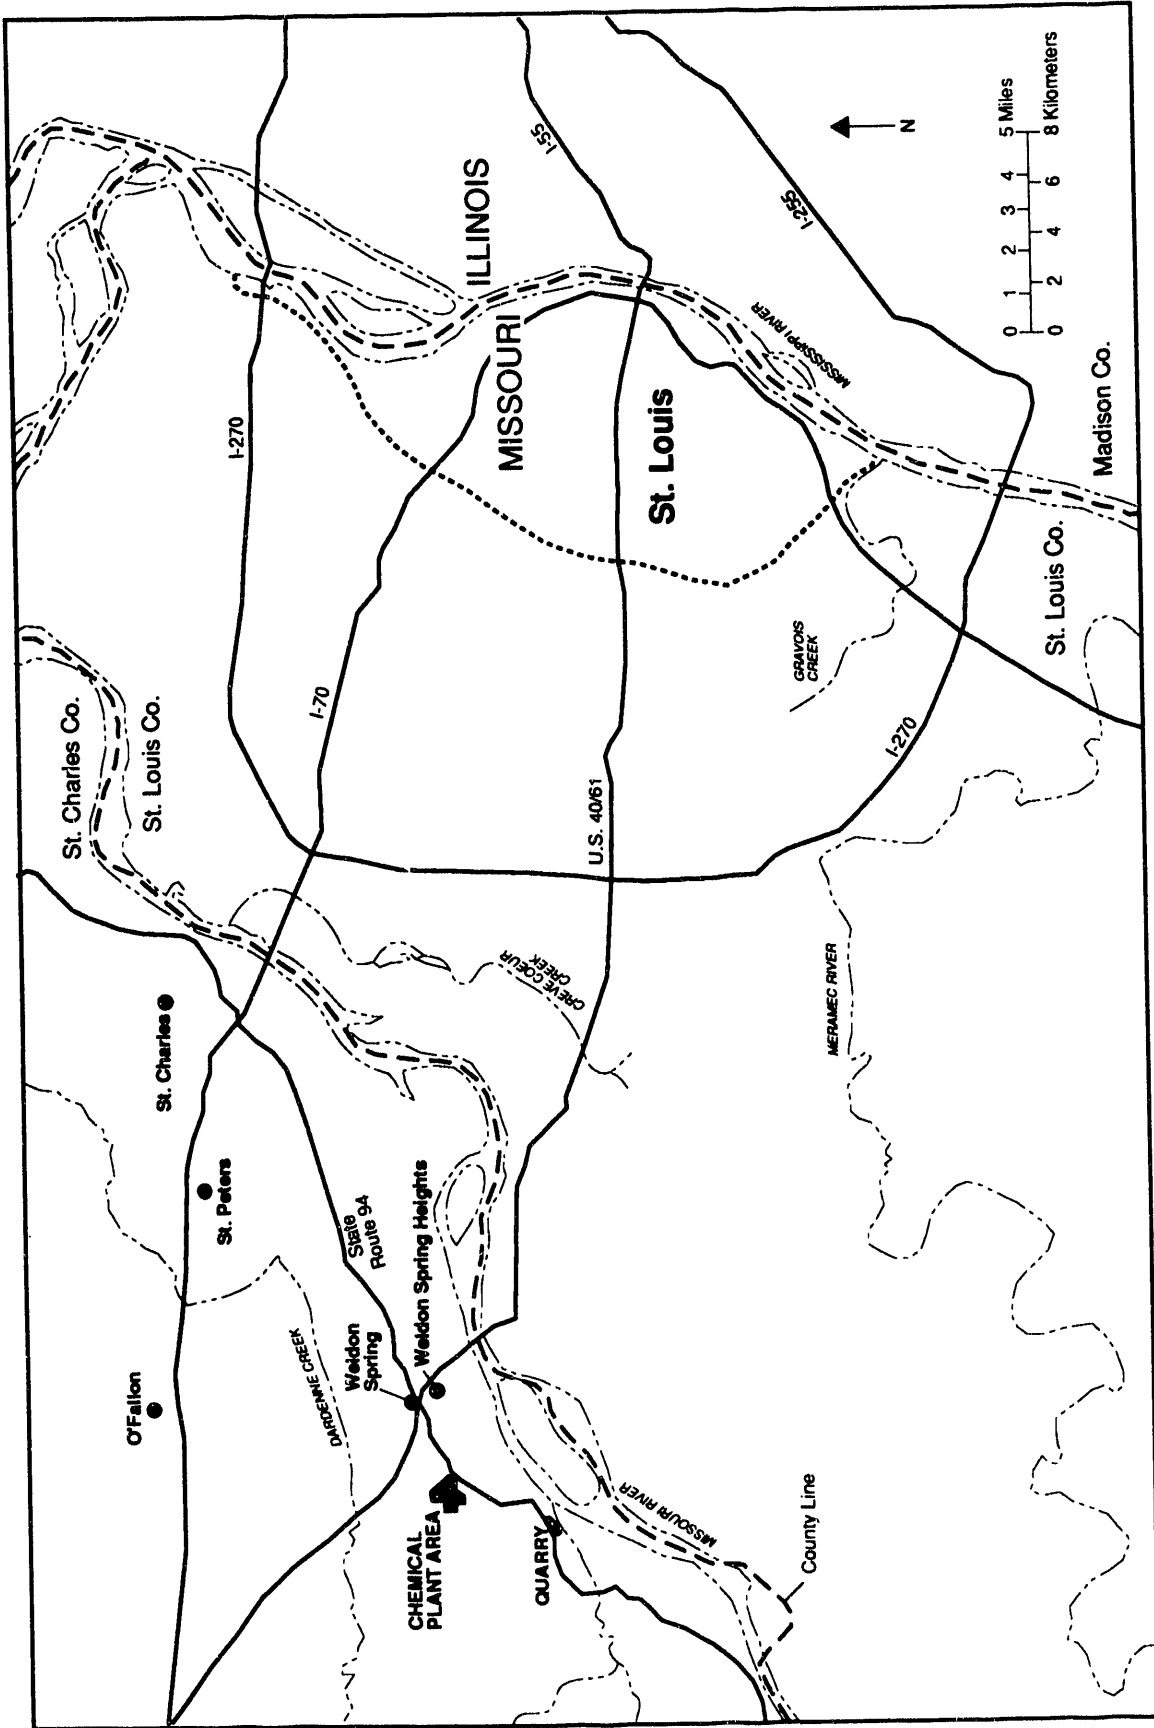 St. Charles Co.
St. Louis Co.
I-270
I-70
O'Fallon
St. Peters
St. Charles
DARDENNE CREEK
State
Route 94
Weldon
Spring
Weldon Spring Heights
CHEMICAL
PLANT AREA
QUARRY
CREVE COEUR
CREEK
U.S. 40/61
MISSOURI
ILLINOIS
St. Louis
I-55
I-255
MISSISSIPPI RIVER
MISSOURI RIVER
County Line
MERAMEC RIVER
GRAVOIS
CREEK
I-270
St. Louis Co.
Madison Co.
N
0 1 2 3 4 5 Miles
0 2 4 6 8 Kilometers